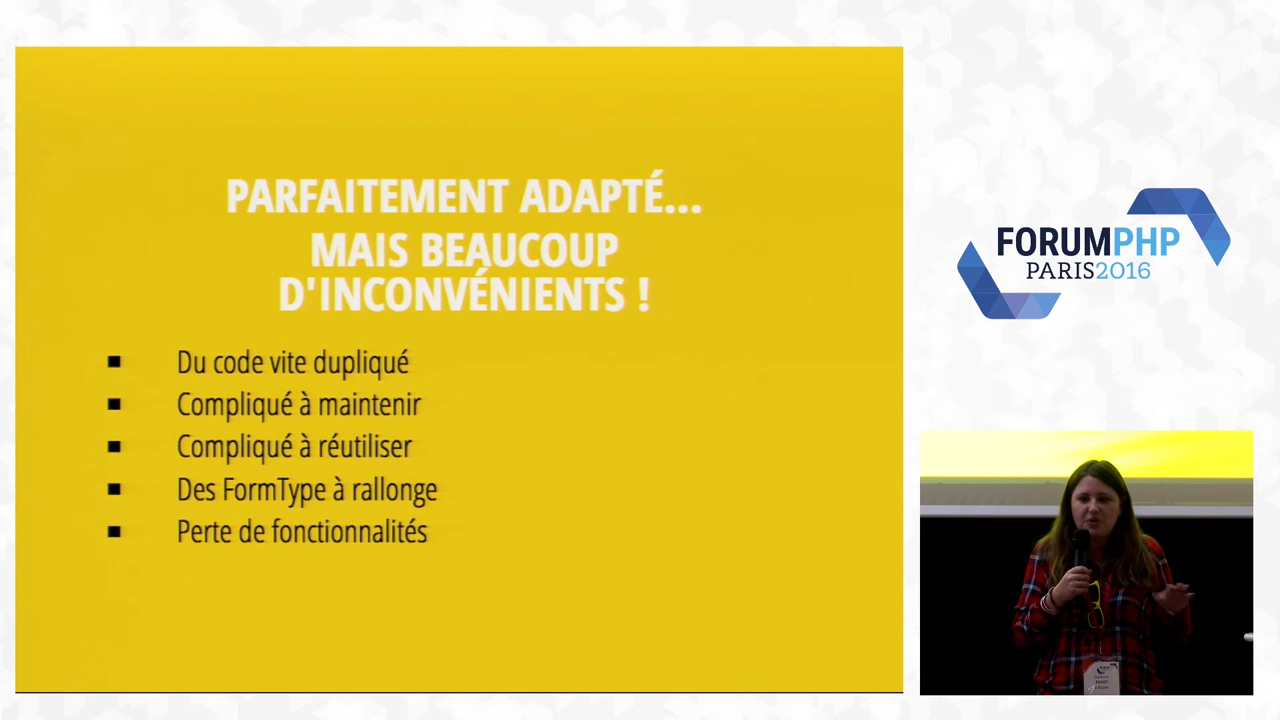 PARFAITEMENT ADAPTÉ...
MAIS BEAUCOUP
D'INCONVÉNIENTS !
Du code vite dupliqué
Compliqué à maintenir
Compliqué à réutiliser
Des FormType à rallonge
Perte de fonctionnalités
FORUMPHP
PARIS2016